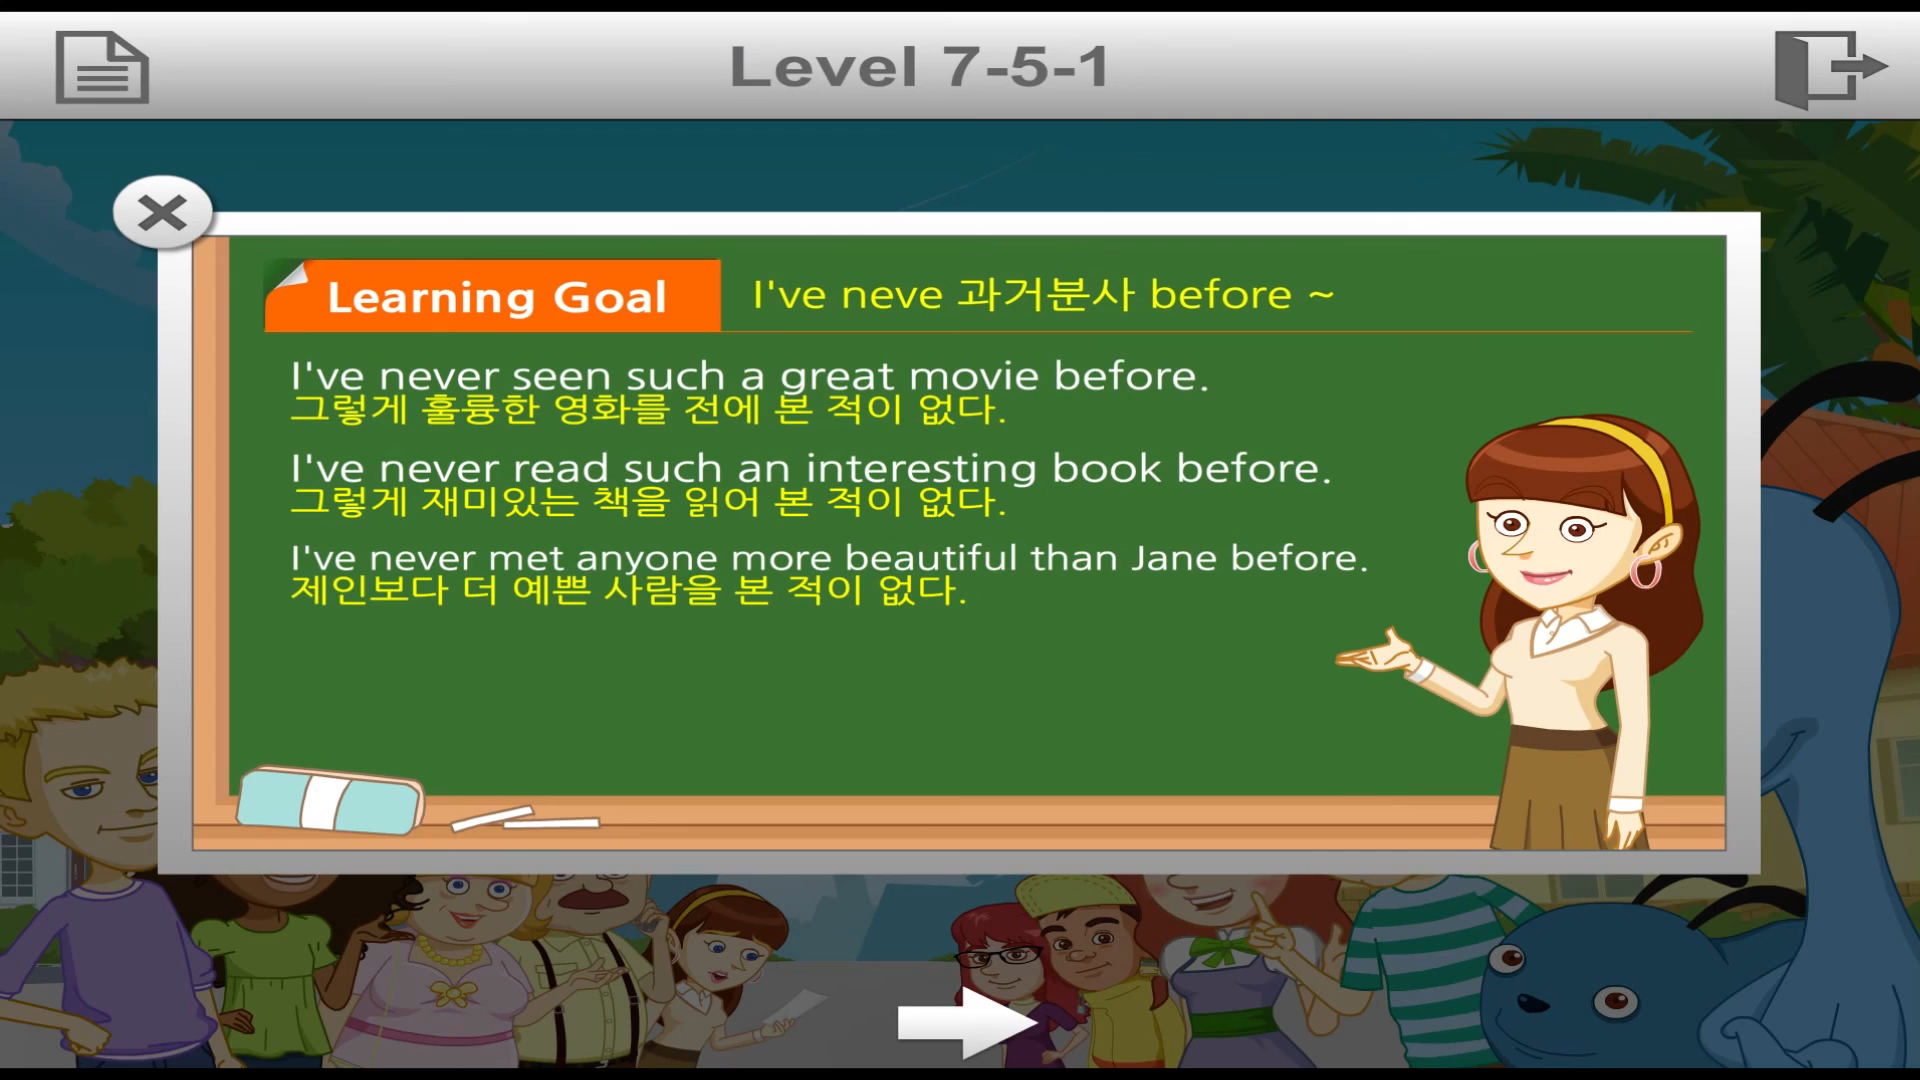 Level 7-5-1
Learning Goal
I've neve 과거분사 before ~
I've never seen such a great movie before.
그렇게 훌륭한 영화를 전에 본 적이 없다.
I've never read such an interesting book before.
그렇게 재미있는 책을 읽어 본 적이 없다.
I've never met anyone more beautiful than Jane before.
제인보다 더 예쁜 사람을 본 적이 없다.